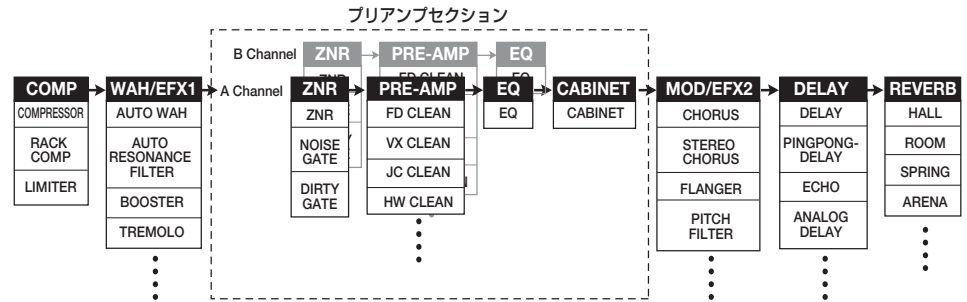 プリアンプセクション
B Channel
ZNR
PRE-AMP
EQ
A Channel
COMP
WAH/EFX1
ZNR
PRE-AMP
EQ
CABINET
MOD/EFX2
DELAY
REVERB
COMPRESSOR
RACK
COMP
LIMITER
AUTO WAH
AUTO
RESONANCE
FILTER
BOOSTER
TREMOLO
ZNR
NOISE
GATE
DIRTY
GATE
FD CLEAN
VX CLEAN
JC CLEAN
HW CLEAN
EQ
CABINET
CHORUS
STEREO
CHORUS
FLANGER
PITCH
FILTER
DELAY
PINGPONG-
DELAY
ECHO
ANALOG
DELAY
HALL
ROOM
SPRING
ARENA